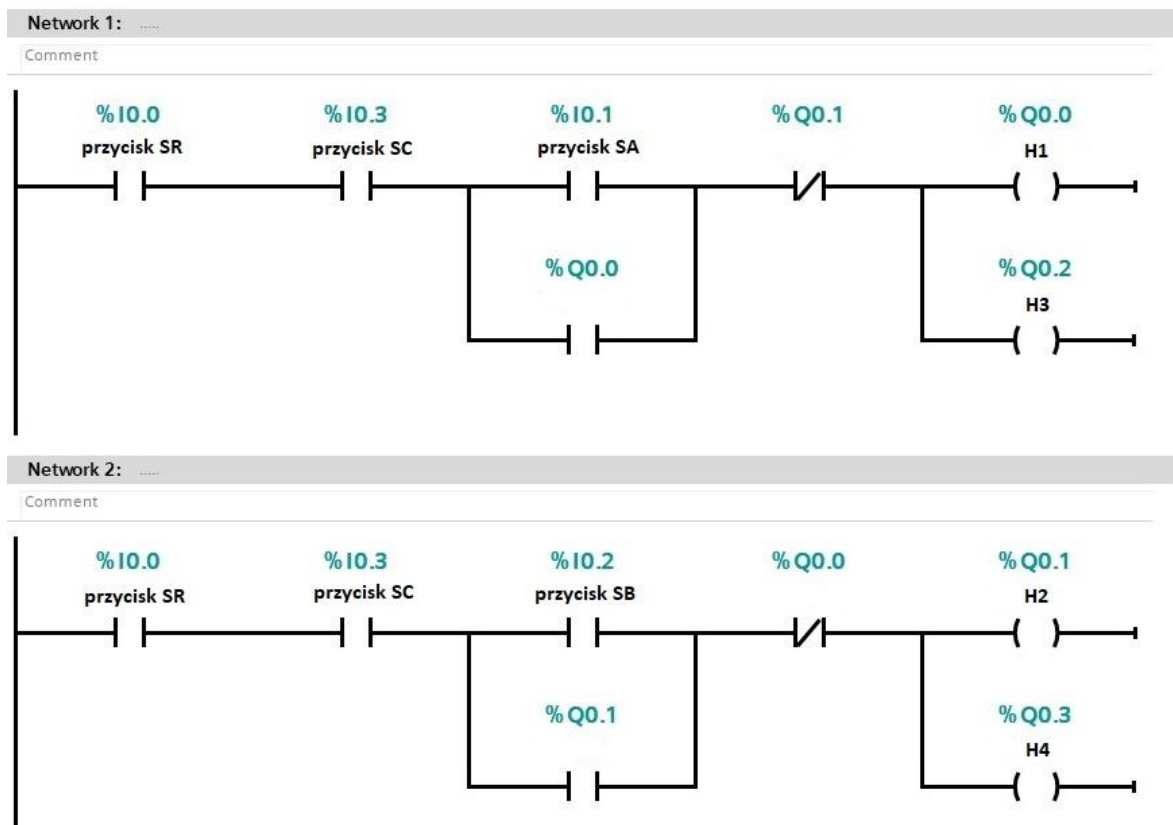 Network 1: .....
Comment
%I0.0 %I0.3 %I0.1 %Q0.1 %Q0.0
przycisk SR przycisk SC przycisk SA H1
%Q0.0 %Q0.2
H3
Network 2: .....
Comment
%I0.0 %I0.3 %I0.2 %Q0.0 %Q0.1
przycisk SR przycisk SC przycisk SB H2
%Q0.1 %Q0.3
H4